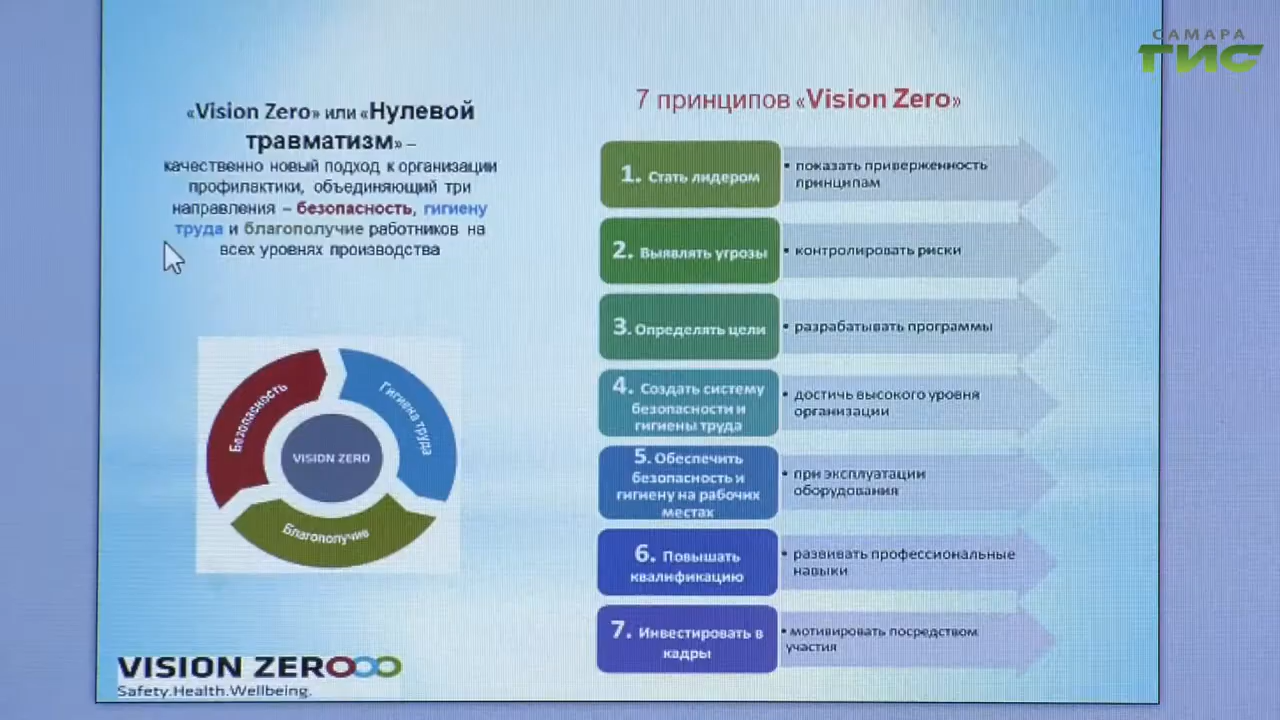 САМАРА
ГИС
«Vision Zero» или «Нулевой
травматизм» –
качественно новый подход к организации
профилактики, объединяющий три
направления – безопасность, гигиену
труда и благополучие работников на
всех уровнях производства
Безопасность
Гигиена труда
VISION ZERO
Благополучие
VISION ZERO
Safety.Health.Wellbeing.
7 принципов «Vision Zero»
1. Стать лидером
• показать приверженность
принципам
2. Выявлять угрозы
• контролировать риски
3. Определять цели
• разрабатывать программы
4. Создать систему
безопасности и
гигиены труда
• достичь высокого уровня
организации
5. Обеспечить
безопасность и
гигиену на рабочих
местах
• при эксплуатации
оборудования
6. Повышать
квалификацию
• развивать профессиональные
навыки
7. Инвестировать в
кадры
• мотивировать посредством
участия